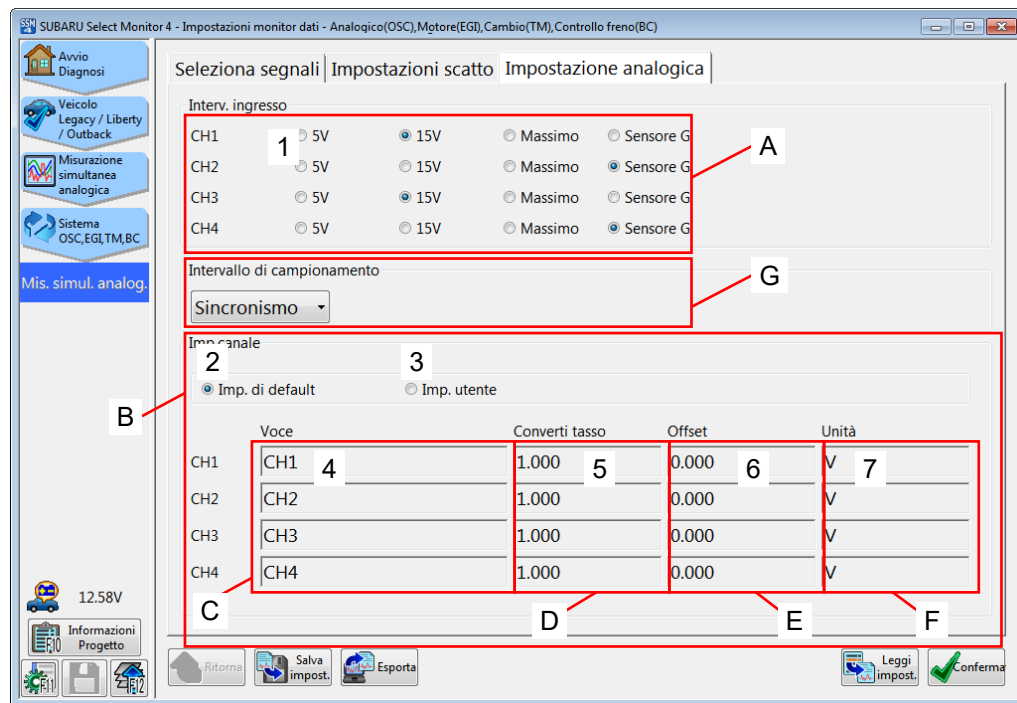 SSM 4 SUBARU Select Monitor 4 - Impostazioni monitor dati - Analogico(OSC),Motore(EGI),Cambio(TM),Controllo freno(BC)
Avvio
Diagnosi
Veicolo
Legacy / Liberty
/ Outback
Misurazione
simultanea
analogica
Sistema
OSC,EGI,TM,BC
Mis. simul. analog.
12.58V
Informazioni
Progetto
F10
F11
F12
Seleziona segnali Impostazioni scatto Impostazione analogica
Interv. ingresso
CH1 1 5V 15V Massimo Sensore G A
CH2 5V 15V Massimo Sensore G
CH3 5V 15V Massimo Sensore G
CH4 5V 15V Massimo Sensore G
Intervallo di campionamento G
Sincronismo
Imp canale
2 3
Imp. di default Imp. utente
B
Voce Converti tasso Offset Unità
CH1 CH1 4 1.000 5 0.000 6 V 7
CH2 CH2 1.000 0.000 V
CH3 CH3 1.000 0.000 V
CH4 CH4 1.000 0.000 V
C D E F
Ritorna
Salva
impost.
Esporta
Leggi
impost.
Conferma